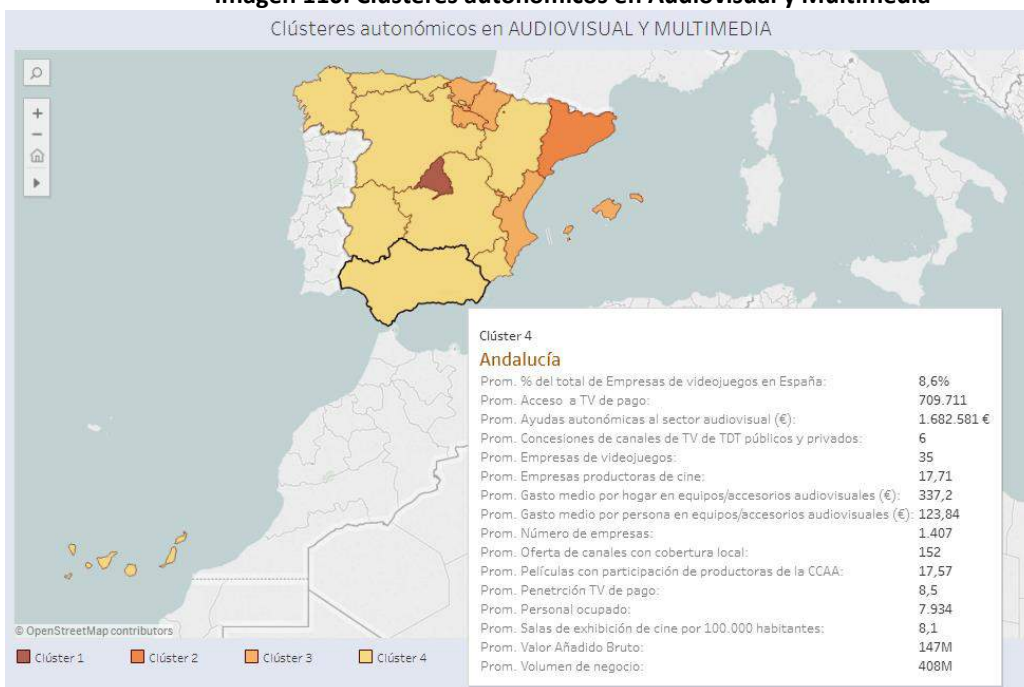 Imagen 110. Clústeres autonómicos en Audiovisual y Multimedia
Clústeres autonómicos en AUDIOVISUAL Y MULTIMEDIA
Clúster 4
Andalucía
Prom. % del total de Empresas de videojuegos en España: 8,6%
Prom. Acceso a TV de pago: 709.711
Prom. Ayudas autonómicas al sector audiovisual (€): 1.682.581 €
Prom. Concesiones de canales de TV de TDT públicos y privados: 6
Prom. Empresas de videojuegos: 35
Prom. Empresas productoras de cine: 17,71
Prom. Gasto medio por hogar en equipos/accesorios audiovisuales (€): 337,2
Prom. Gasto medio por persona en equipos/accesorios audiovisuales (€): 123,84
Prom. Número de empresas: 1.407
Prom. Oferta de canales con cobertura local: 152
Prom. Películas con participación de productoras de la CCAA: 17,57
Prom. Penetrción TV de pago: 8,5
Prom. Personal ocupado: 7.934
Prom. Salas de exhibición de cine por 100.000 habitantes: 8,1
Prom. Valor Añadido Bruto: 147M
Prom. Volumen de negocio: 408M
© OpenStreetMap contributors
Clúster 1 Clúster 2 Clúster 3 Clúster 4